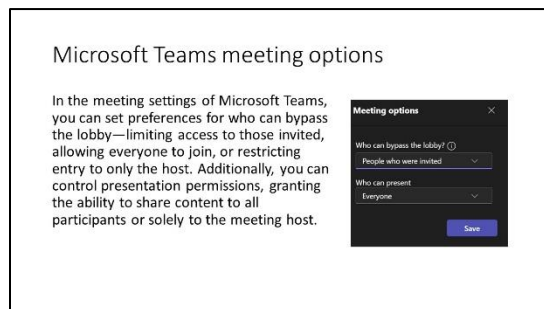 Microsoft Teams meeting options
In the meeting settings of Microsoft Teams,
you can set preferences for who can bypass
the lobby—limiting access to those invited,
allowing everyone to join, or restricting
entry to only the host. Additionally, you can
control presentation permissions, granting
the ability to share content to all
participants or solely to the meeting host.
Meeting options
Who can bypass the lobby?
People who were invited
Who can present
Everyone
Save